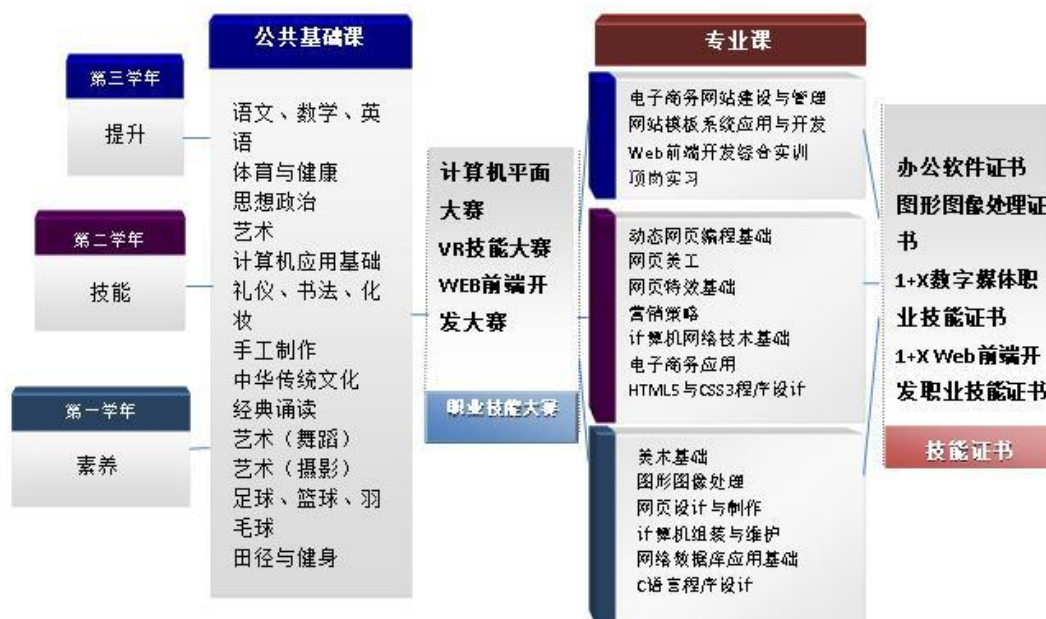 第三学年
提升
第二学年
技能
第一学年
素养
公共基础课
语文、数学、英
语
体育与健康
思想政治
艺术
计算机应用基础
礼仪、书法、化
妆
手工制作
中华传统文化
经典诵读
艺术（舞蹈）
艺术（摄影）
足球、篮球、羽
毛球
田径与健身
计算机平面
大赛
VR技能大赛
WEB前端开
发大赛
职业技能大赛
专业课
电子商务网站建设与管理
网站模板系统应用与开发
Web前端开发综合实训
顶岗实习
动态网页编程基础
网页美工
网页特效基础
营销策略
计算机网络技术基础
电子商务应用
HTML5与CSS3程序设计
美术基础
图形图像处理
网页设计与制作
计算机组装与维护
网络数据库应用基础
C语言程序设计
办公软件证书
图形图像处理证
书
1+X数字媒体职
业技能证书
1+X Web前端开
发职业技能证书
技能证书